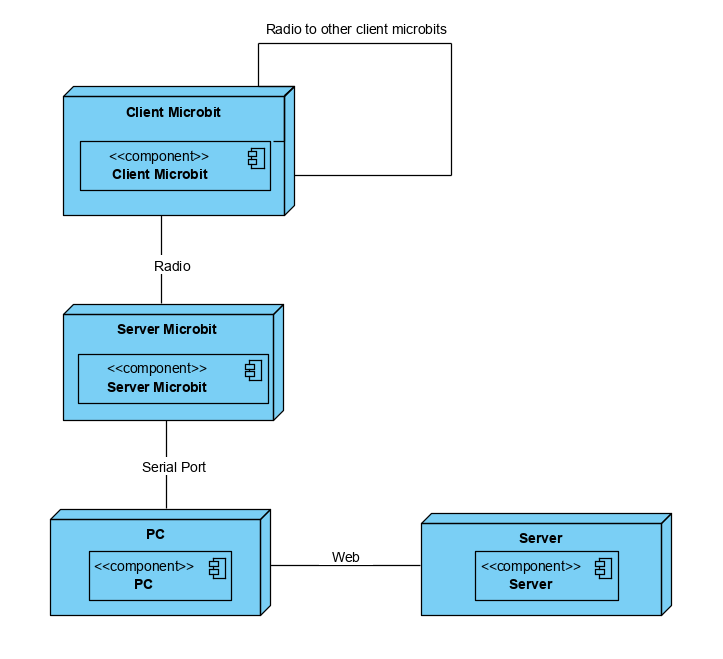 Radio to other client microbits
Client Microbit
<<component>>
Client Microbit
Radio
Server Microbit
<<component>>
Server Microbit
Serial Port
PC
<<component>>
PC
Web
Server
<<component>>
Server